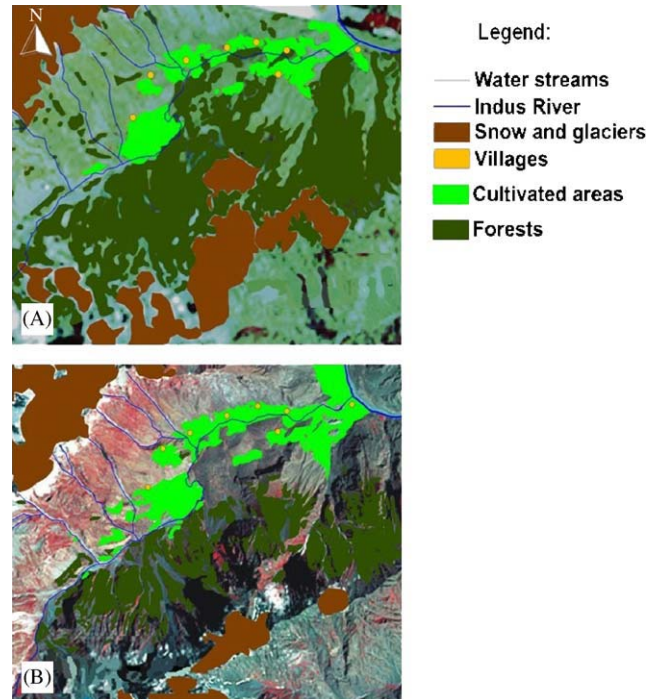 N
(A)
Legend:
Water streams
Indus River
Snow and glaciers
Villages
Cultivated areas
Forests
(B)